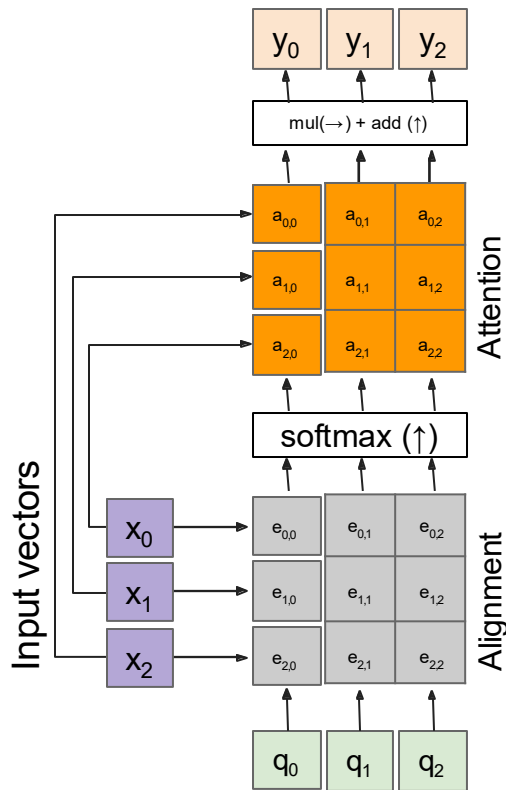 y0 y1 y2
mul(→) + add (↑)
a0,0 a0,1 a0,2
a1,0 a1,1 a1,2
a2,0 a2,1 a2,2
Attention
softmax (↑)
Input vectors
x0 e0,0 e0,1 e0,2
x1 e1,0 e1,1 e1,2
x2 e2,0 e2,1 e2,2
Alignment
q0 q1 q2